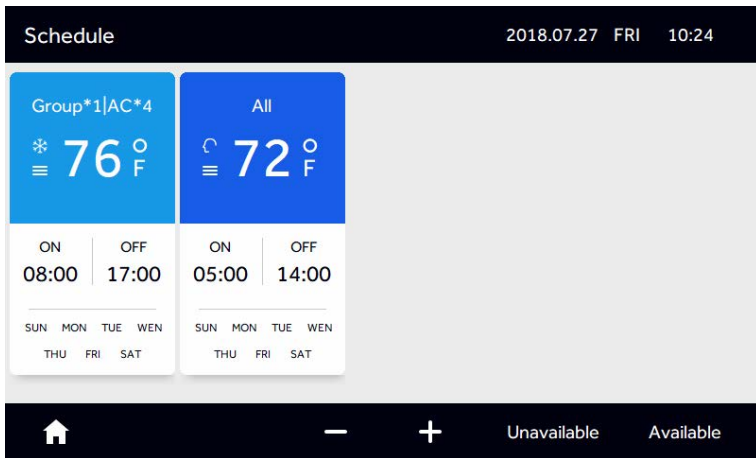 Schedule 2018.07.27 FRI 10:24
Group*1|AC*4
76°F
ON OFF
08:00 17:00
SUN MON TUE WEN
THU FRI SAT
All
72°F
ON OFF
05:00 14:00
SUN MON TUE WEN
THU FRI SAT
Unavailable Available